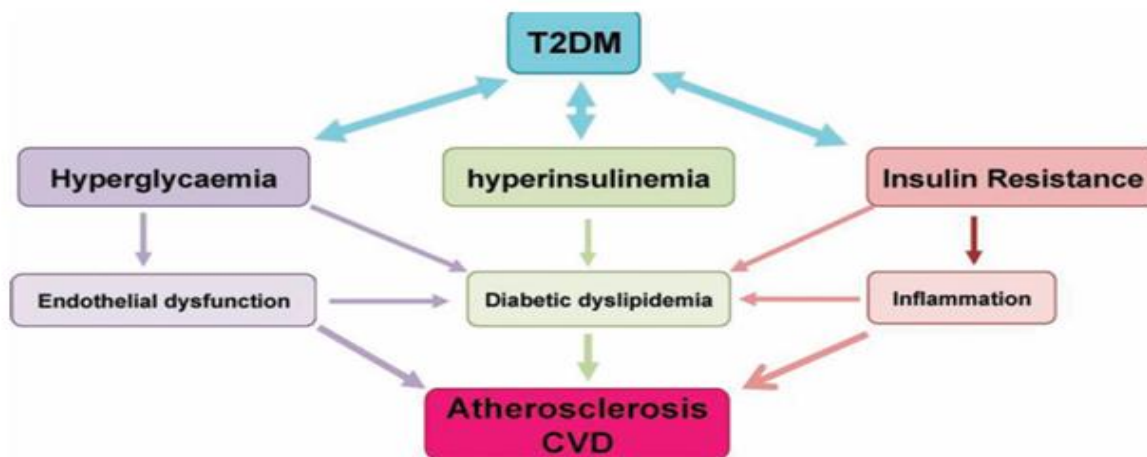 T2DM
Hyperglycaemia
hyperinsulinemia
Insulin Resistance
Endothelial dysfunction
Diabetic dyslipidemia
Inflammation
Atherosclerosis
CVD